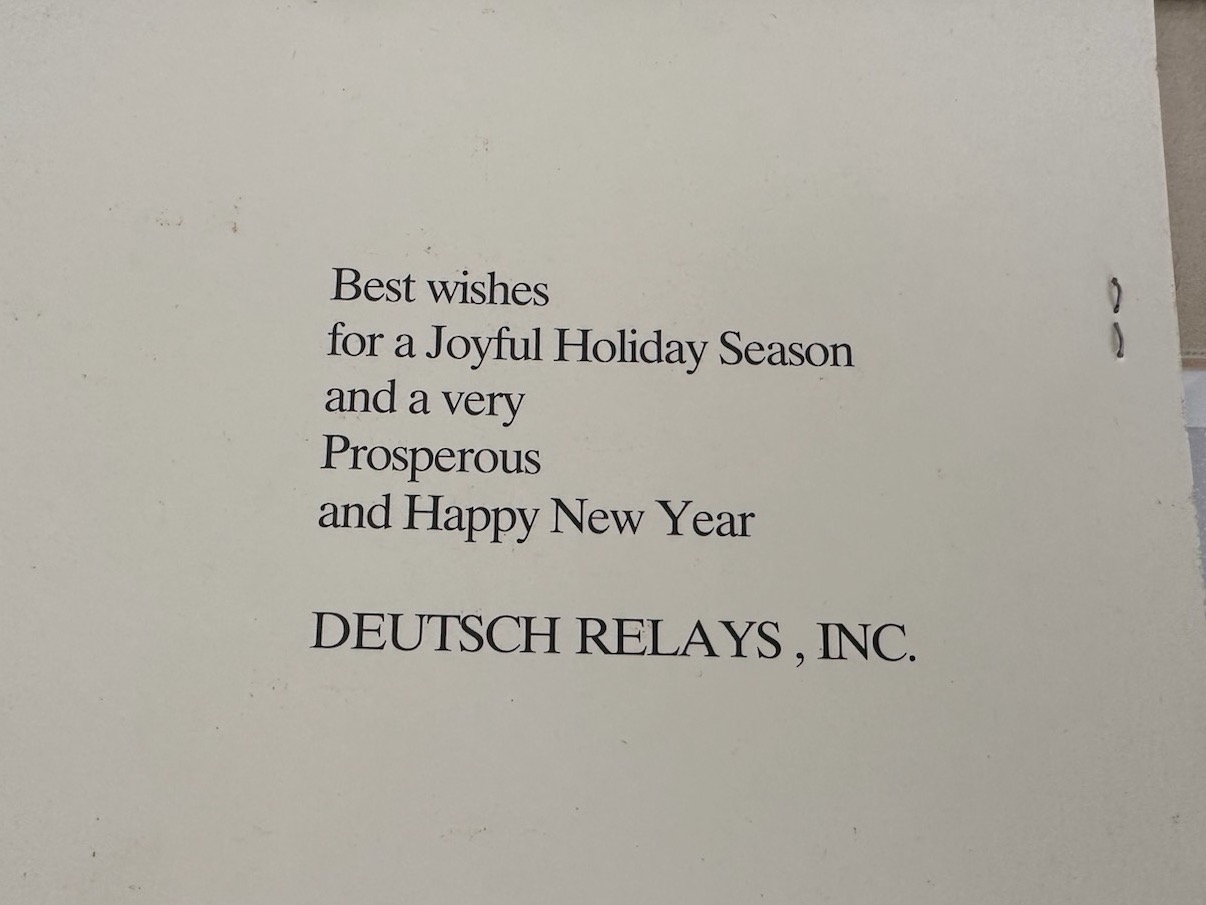 Best wishes
for a Joyful Holiday Season
and a very
Prosperous
and Happy New Year
DEUTSCH RELAYS , INC.